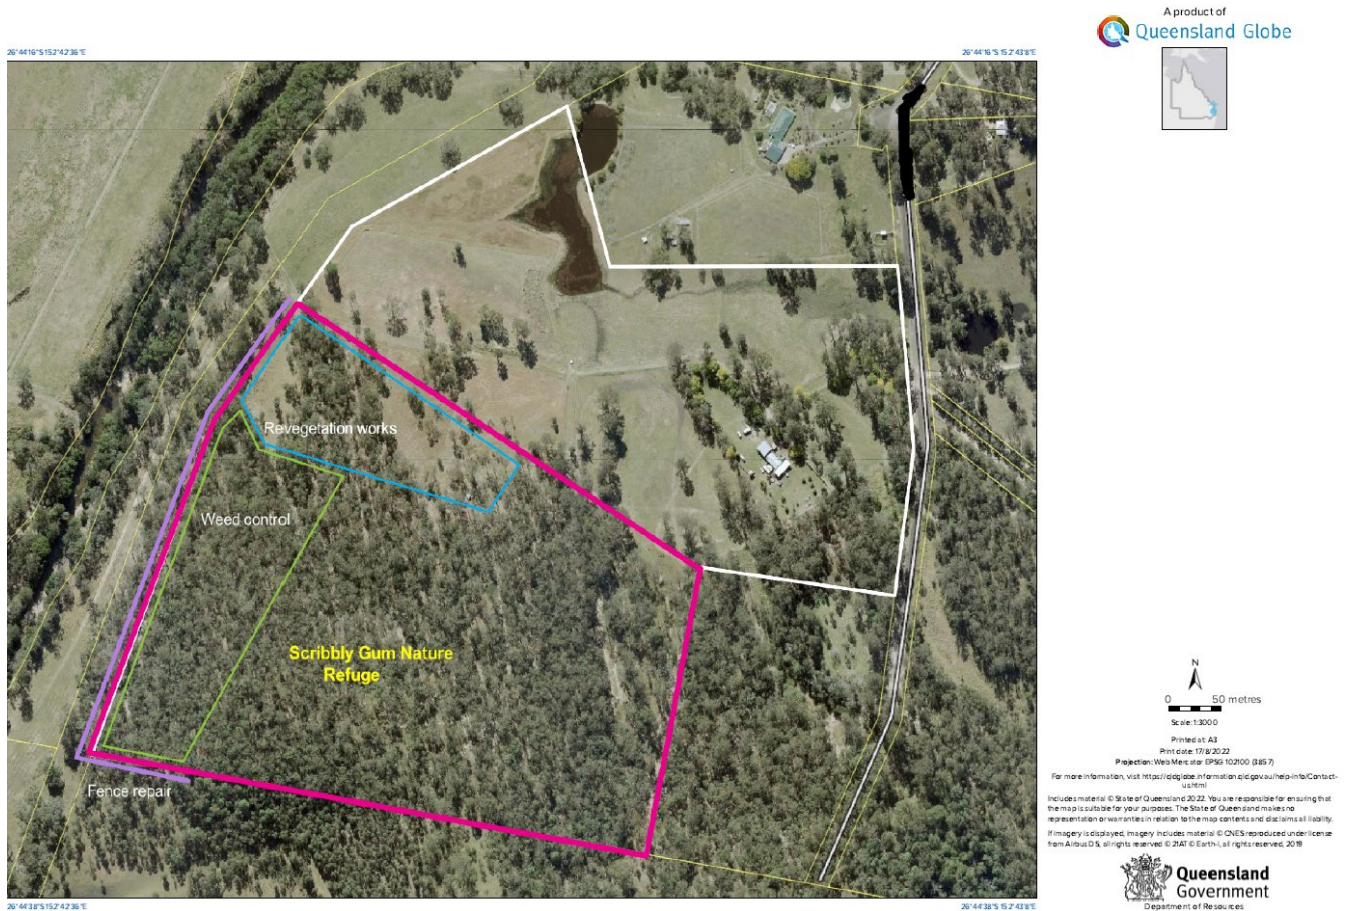 A product of
Queensland Globe
26°44'16"S 152°42'36"E
26°44'16"S 152°43'8"E
Revegetation works
Weed control
Scribbly Gum Nature
Refuge
Fence repair
N
0 50 metres
Scale: 1:3000
Printed at: A3
Print date: 17/8/2022
Projection: Web Mercator EPSG 102100 (3857)
For more information, visit https://qldglobe.information.qld.gov.au/help-info/Contact-
us.html
Includes material © State of Queensland 2022. You are responsible for ensuring that
the map is suitable for your purposes. The State of Queensland makes no
representation or warranties in relation to the map contents and disclaims all liability.
If imagery is displayed, imagery includes material © CNES reproduced under license
from Airbus DS, all rights reserved © 21AT © Earth-i, all rights reserved, 2019
Queensland
Government
Department of Resources
26°44'38"S 152°42'36"E
26°44'38"S 152°43'8"E